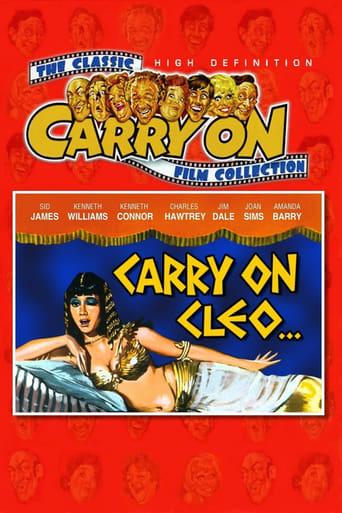 THE CLASSIC
HIGH DEFINITION
CARRY ON
FILM COLLECTION
SID JAMES
KENNETH WILLIAMS
KENNETH CONNOR
CHARLES HAWTREY
JIM DALE
JOAN SIMS
AMANDA BARRY
CARRY ON
CLEO...